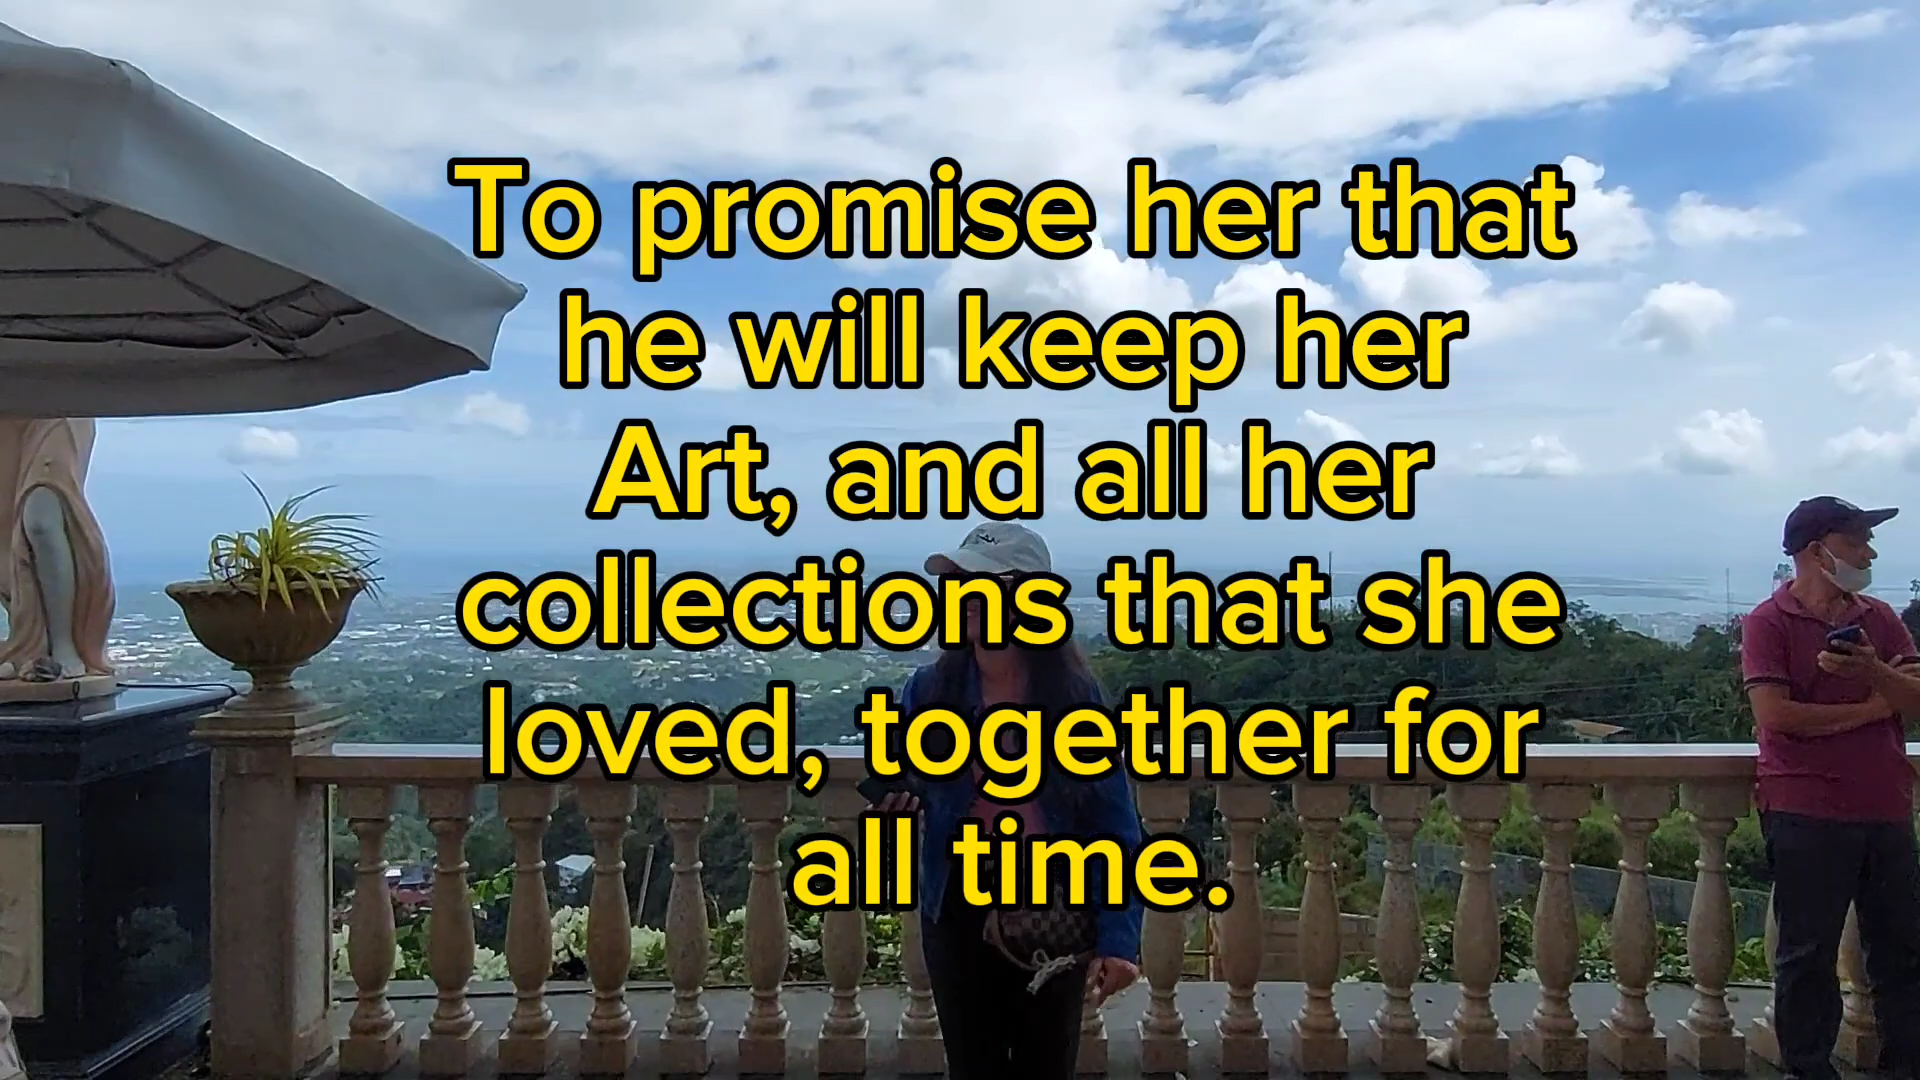 To promise her that
he will keep her
Art, and all her
collections that she
loved, together for
all time.